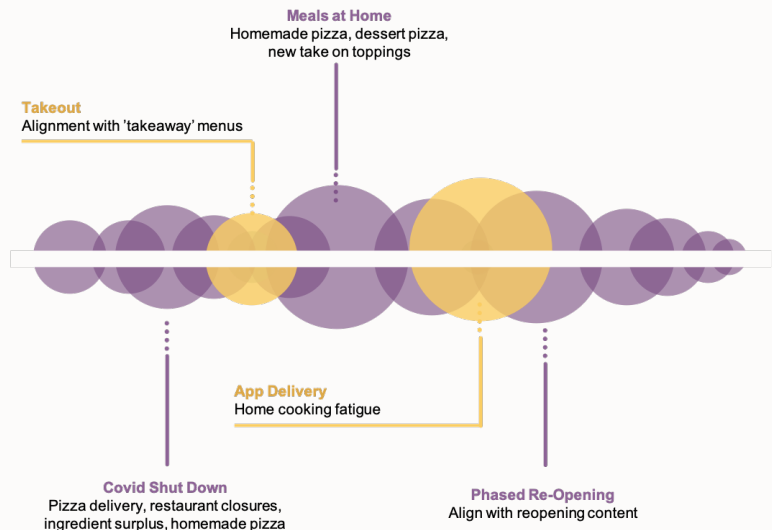 Meals at Home
Homemade pizza, dessert pizza,
new take on toppings
Takeout
Alignment with 'takeaway' menus
App Delivery
Home cooking fatigue
Covid Shut Down
Pizza delivery, restaurant closures,
ingredient surplus, homemade pizza
Phased Re-Opening
Align with reopening content